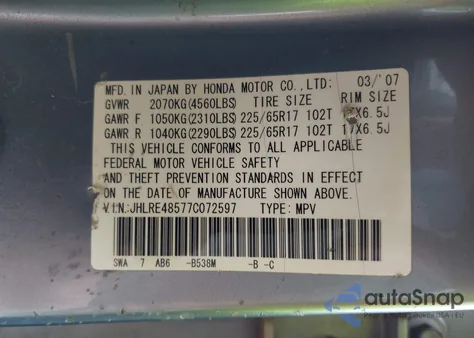 MFD. IN JAPAN BY HONDA MOTOR CO., LTD: 03/'07
GVWR 2070KG(4560LBS) TIRE SIZE RIM SIZE
GAWR F 1050KG(2310LBS) 225/65R17 102T 17X6.5J
GAWR R 1040KG(2290LBS) 225/65R17 102T 17X6.5J
THIS VEHICLE CONFORMS TO ALL APPLICABLE
FEDERAL MOTOR VEHICLE SAFETY
AND THEFT PREVENTION STANDARDS IN EFFECT
ON THE DATE OF MANUFACTURE SHOWN ABOVE.
V.I.N:JHLRE48577C072597 TYPE: MPV
SWA 7 AB6 -B538M -B -C
autoSnap